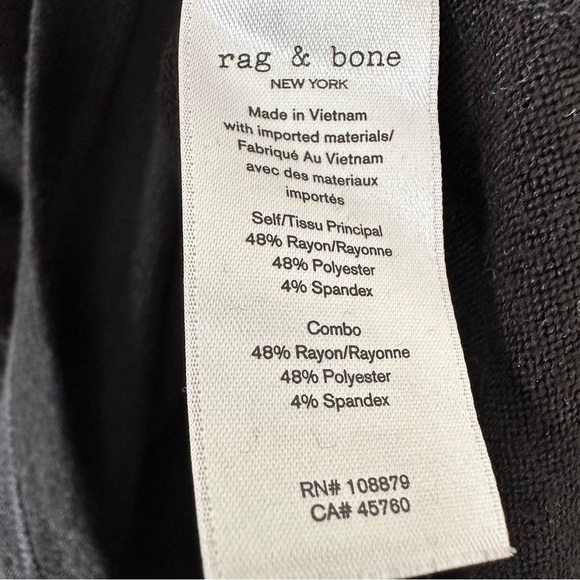 rag & bone
NEW YORK
Made in Vietnam
with imported materials/
Fabriqué Au Vietnam
avec des materiaux
importés
Self/Tissu Principal
48% Rayon/Rayonne
48% Polyester
4% Spandex
Combo
48% Rayon/Rayonne
48% Polyester
4% Spandex
RN# 108879
CA# 45760